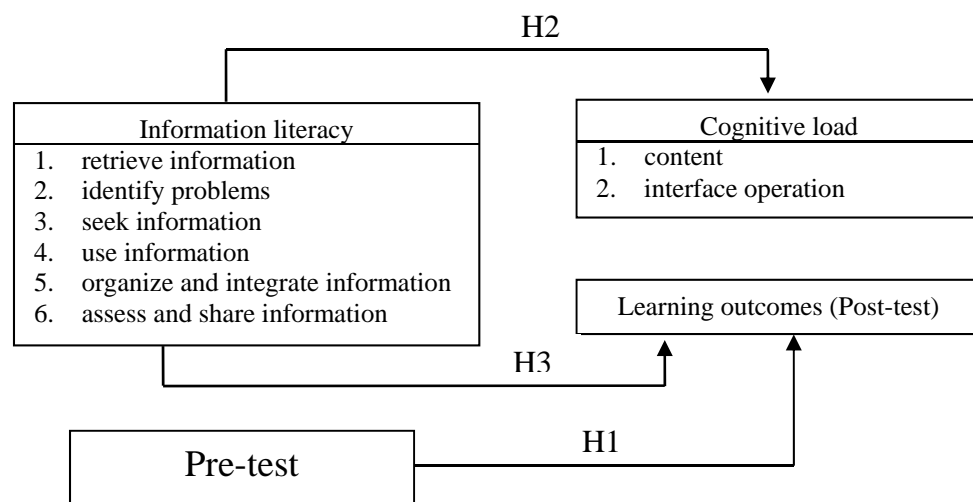 H2
Information literacy
1. retrieve information
2. identify problems
3. seek information
4. use information
5. organize and integrate information
6. assess and share information
Cognitive load
1. content
2. interface operation
Learning outcomes (Post-test)
H3
Pre-test
H1